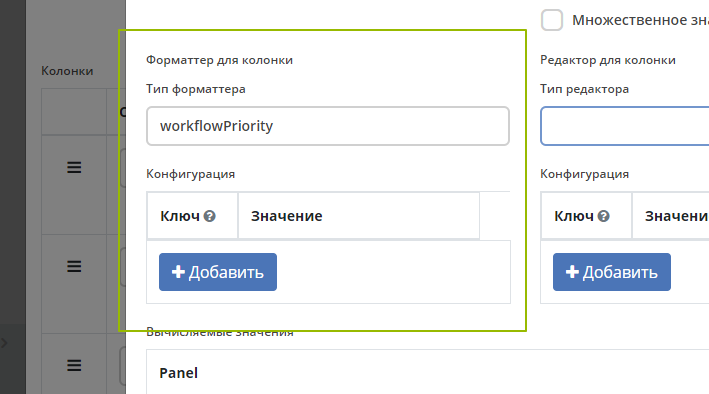 Множественное зна
Колонки
Форматтер для колонки
Тип форматтера
workflowPriority
Конфигурация
Ключ
Значение
Добавить
Редактор для колонки
Тип редактора
Конфигурация
Ключ
Значени
Добавить
Вычисляемые значения
Panel